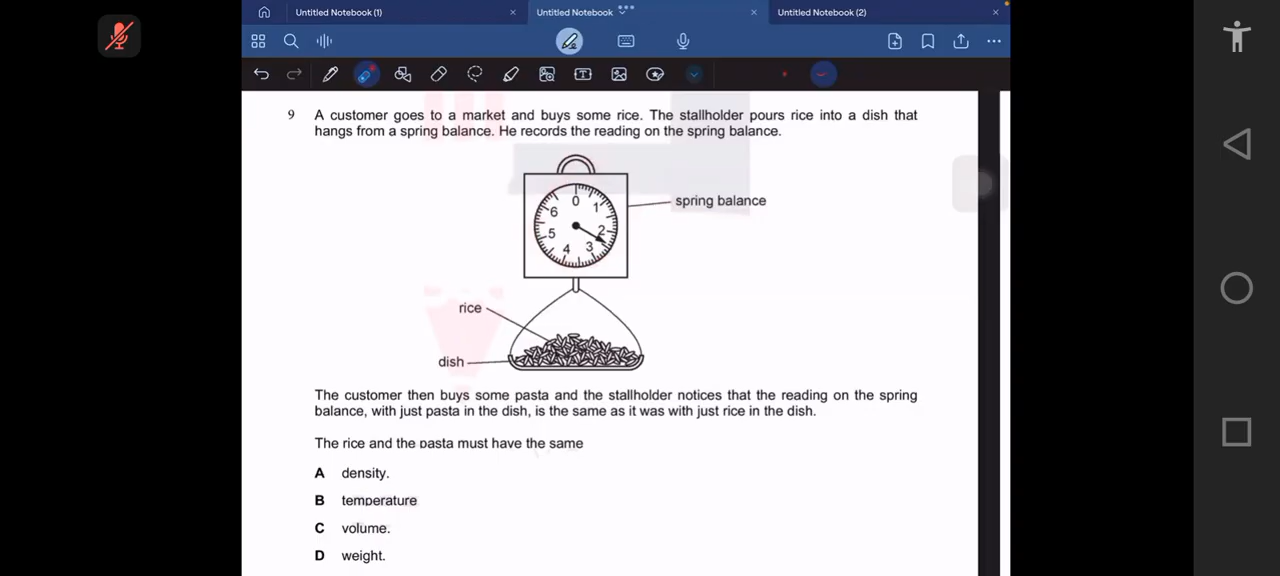 Untitled Notebook (1)
Untitled Notebook
Untitled Notebook (2)
9 A customer goes to a market and buys some rice. The stallholder pours rice into a dish that
hangs from a spring balance. He records the reading on the spring balance.
0
1
2
3
4
5
6
spring balance
rice
dish
The customer then buys some pasta and the stallholder notices that the reading on the spring
balance, with just pasta in the dish, is the same as it was with just rice in the dish.
The rice and the pasta must have the same
A density.
B temperature
C volume.
D weight.